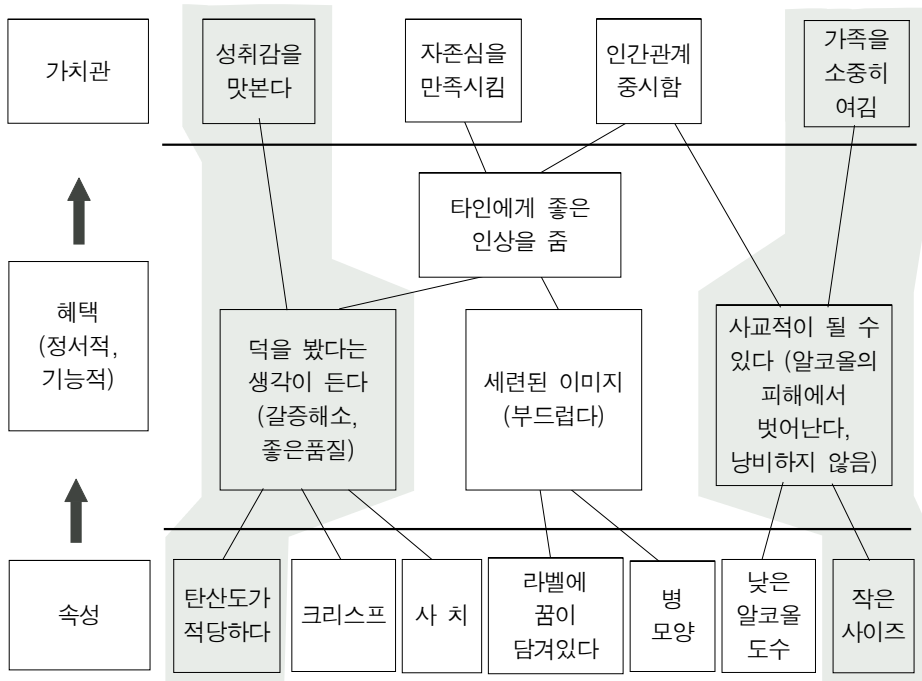 가치관
성취감을
맛본다
자존심을
만족시킴
인간관계
중시함
가족을
소중히
여김
타인에게 좋은
인상을 줌
혜택
(정서적,
기능적)
덕을 봤다는
생각이 든다
(갈증해소,
좋은품질)
세련된 이미지
(부드럽다)
사교적이 될 수
있다 (알코올의
피해에서
벗어난다,
낭비하지 않음)
속성
탄산도가
적당하다
크리스프
사 치
라벨에
꿈이
담겨있다
병
모양
낮은
알코올
도수
작은
사이즈